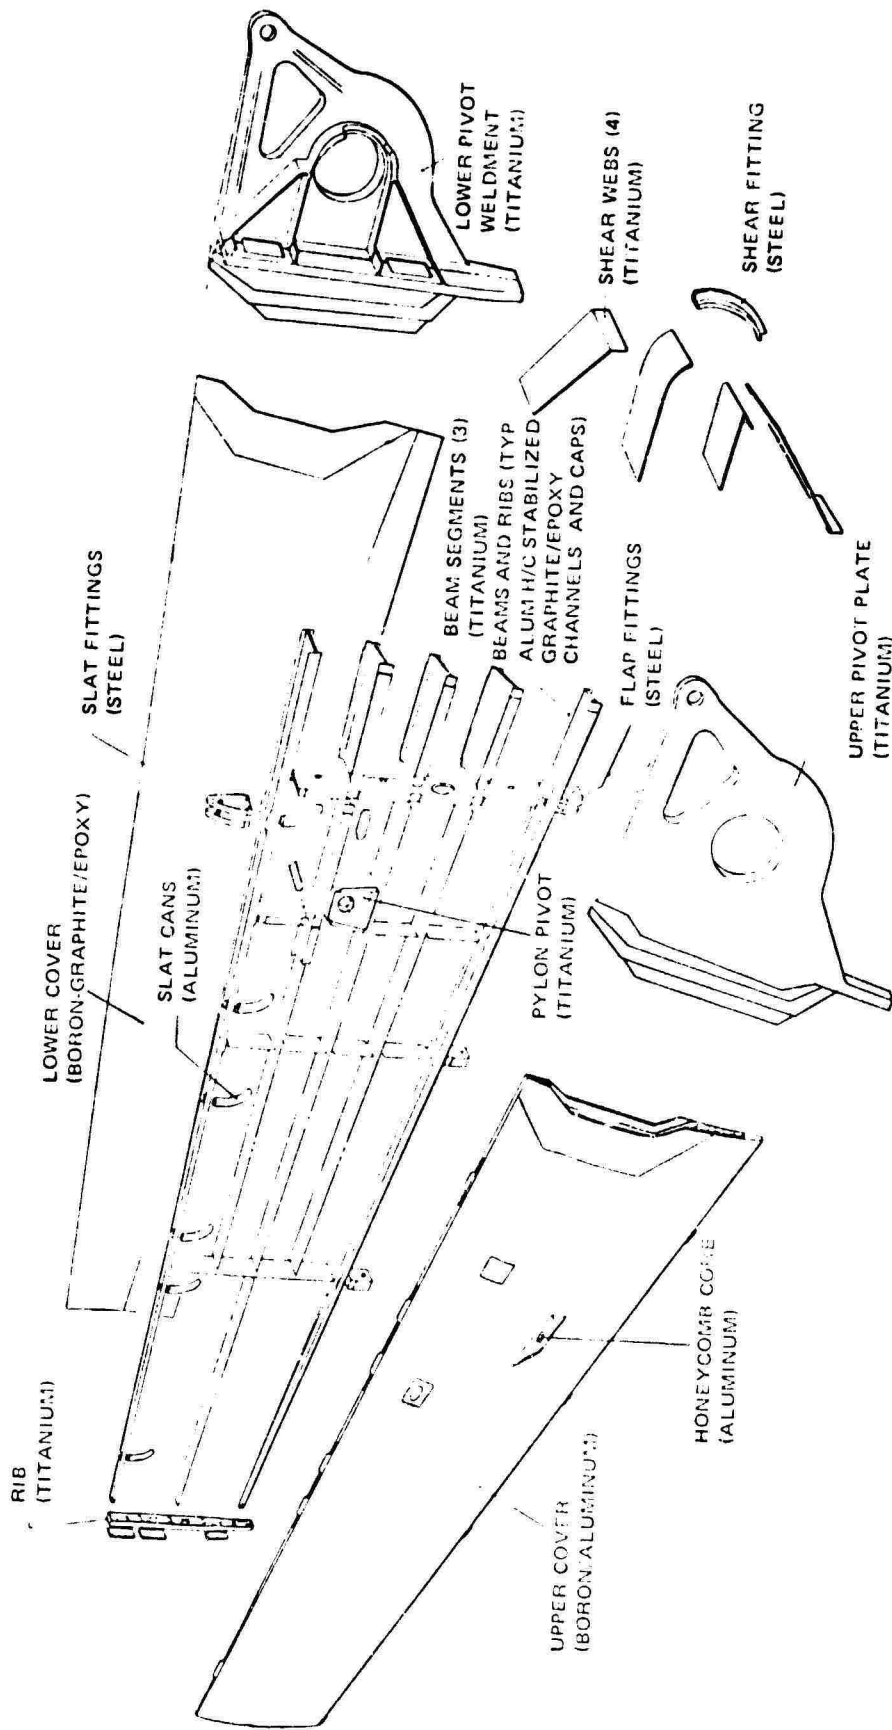 RIB
(TITANIUM)
LOWER COVER
(BORON-GRAPHITE/EPOXY)
SLAT CANS
(ALUMINUM)
SLAT FITTINGS
(STEEL)
LOWER PIVOT
WELDMENT
(TITANIUM)
SHEAR WEBS (4)
(TITANIUM)
SHEAR FITTING
(STEEL)
BEAM SEGMENTS (3)
(TITANIUM)
BEAMS AND RIBS (TYP
ALUM H/C STABILIZED
GRAPHITE/EPOXY
CHANNELS AND CAPS)
FLAP FITTINGS
(STEEL)
PYLON PIVOT
(TITANIUM)
UPPER PIVOT PLATE
(TITANIUM)
UPPER COVER
(BORON/ALUMINUM)
HONEYCOMB CORE
(ALUMINUM)